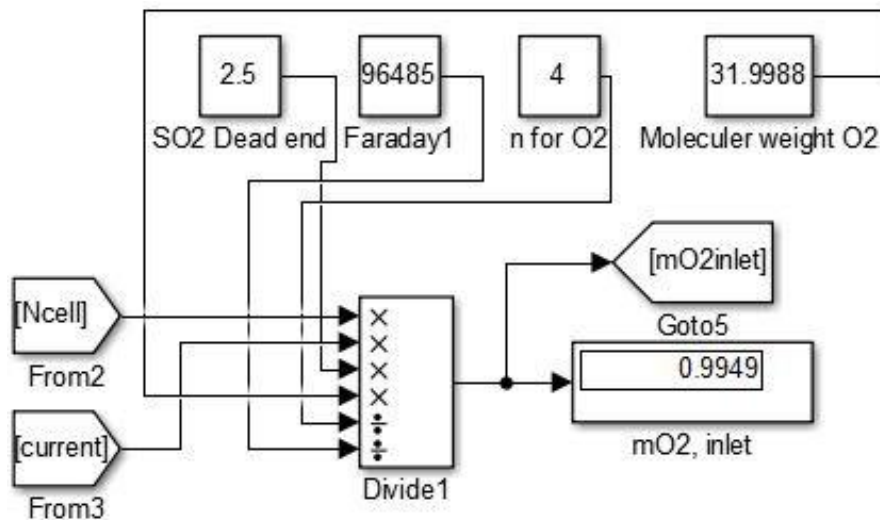 2.5
96485
4
31.9988
SO2 Dead end
Faraday1
n for O2
Moleculer weight O2
[Ncell]
From2
[current]
From3
×
×
×
×
÷
÷
Divide1
[mO2inlet]
Goto5
0.9949
mO2, inlet